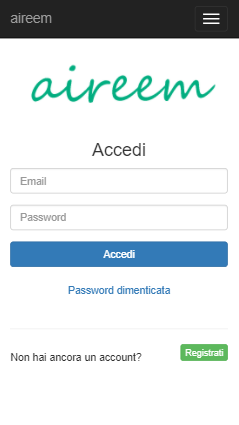 aireem
aireem
Accedi
Email
Password
Accedi
Password dimenticata
Non hai ancora un account? Registrati